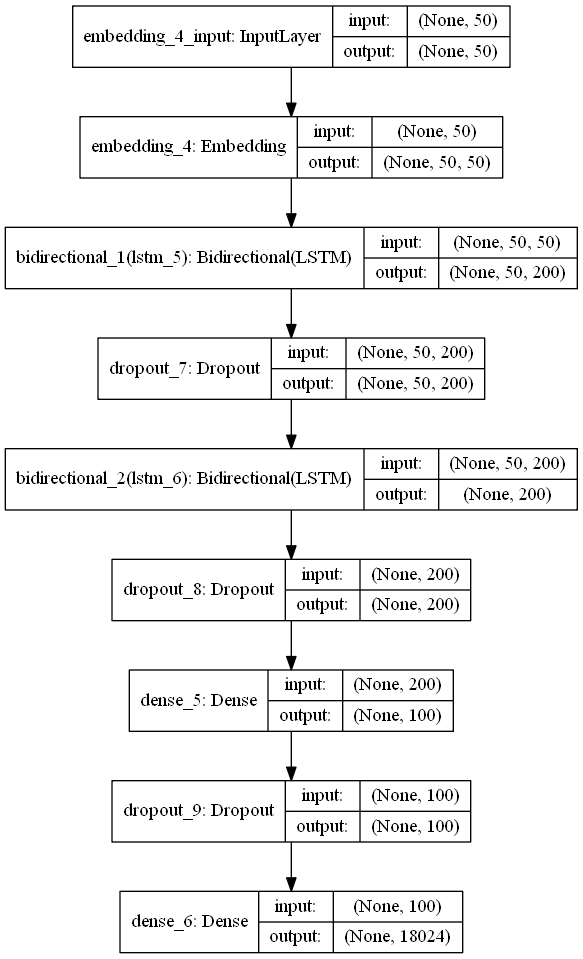 embedding_4_input: InputLayer
input: (None, 50)
output: (None, 50)
embedding_4: Embedding
input: (None, 50)
output: (None, 50, 50)
bidirectional_1(lstm_5): Bidirectional(LSTM)
input: (None, 50, 50)
output: (None, 50, 200)
dropout_7: Dropout
input: (None, 50, 200)
output: (None, 50, 200)
bidirectional_2(lstm_6): Bidirectional(LSTM)
input: (None, 50, 200)
output: (None, 200)
dropout_8: Dropout
input: (None, 200)
output: (None, 200)
dense_5: Dense
input: (None, 200)
output: (None, 100)
dropout_9: Dropout
input: (None, 100)
output: (None, 100)
dense_6: Dense
input: (None, 100)
output: (None, 18024)